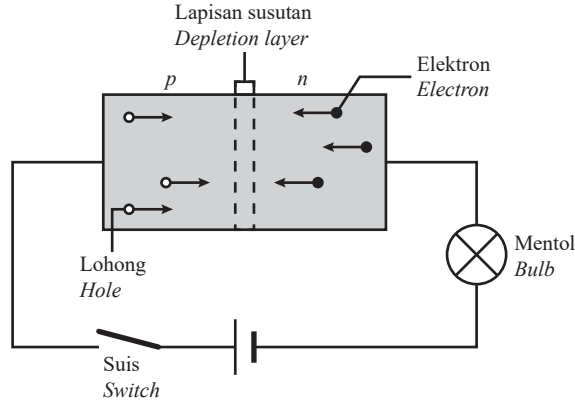 Lapisan susutan
Depletion layer
p
n
Elektron
Electron
Lohong
Hole
Mentol
Bulb
Suis
Switch